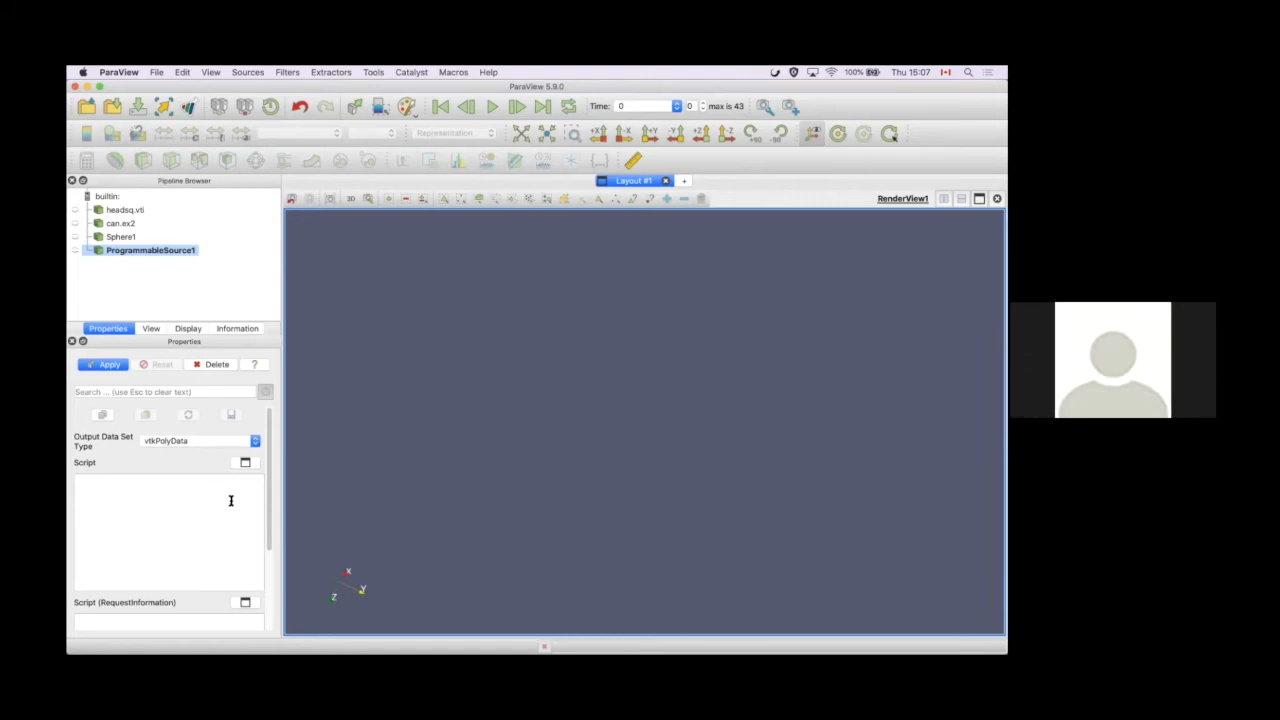 ParaView File Edit View Sources Filters Extractors Tools Catalyst Macros Help 100% Thu 15:07
ParaView 5.9.0
Time: 0 0 max is 43
Representation +X -X +Y -Y +Z -Z +90 -90
Pipeline Browser
Layout #1 +
builtin:
3D RenderView1
headsq.vti
can.ex2
Sphere1
ProgrammableSource1
Properties View Display Information
Properties
Apply Reset Delete ?
Search ... (use Esc to clear text)
Output Data Set
Type
vtkPolyData
Script
X
Y
Z
Script (RequestInformation)